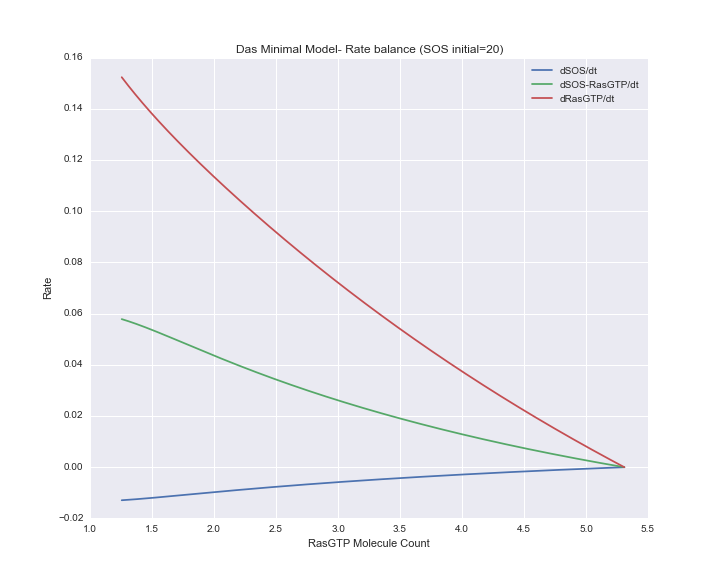 Das Minimal Model- Rate balance (SOS initial=20)
0.16
0.14
0.12
0.10
0.08
0.06
0.04
0.02
0.00
−0.02
Rate
dSOS/dt
dSOS-RasGTP/dt
dRasGTP/dt
1.0 1.5 2.0 2.5 3.0 3.5 4.0 4.5 5.0 5.5
RasGTP Molecule Count